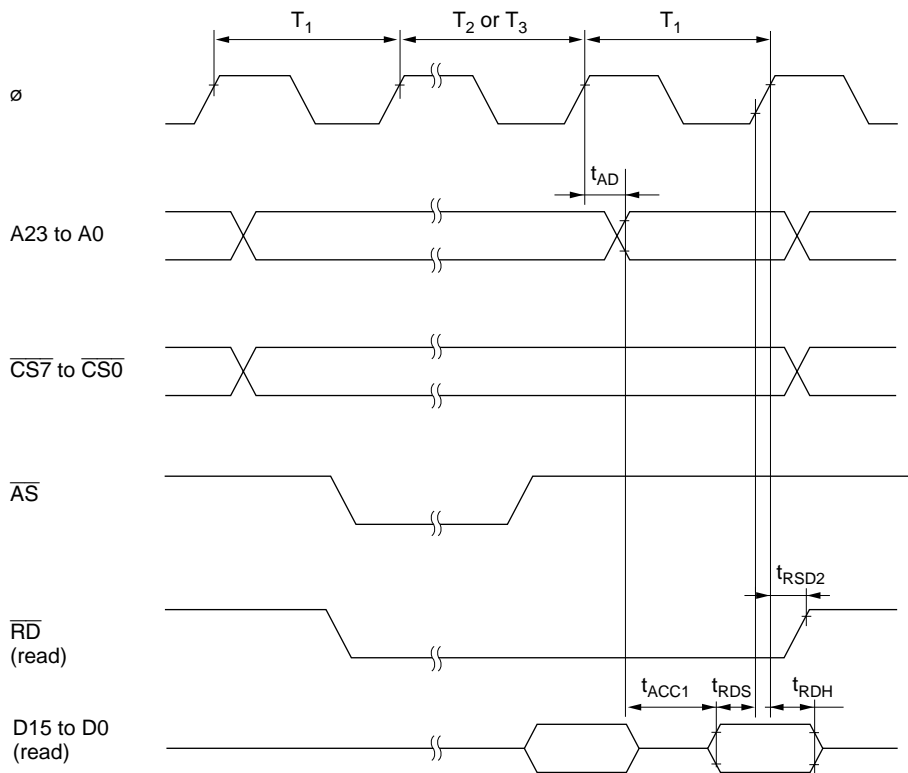 T1 T2 or T3 T1
ø
tAD
A23 to A0
CS7 to CS0
AS
tRSD2
RD
(read)
tACC1 tRDS tRDH
D15 to D0
(read)